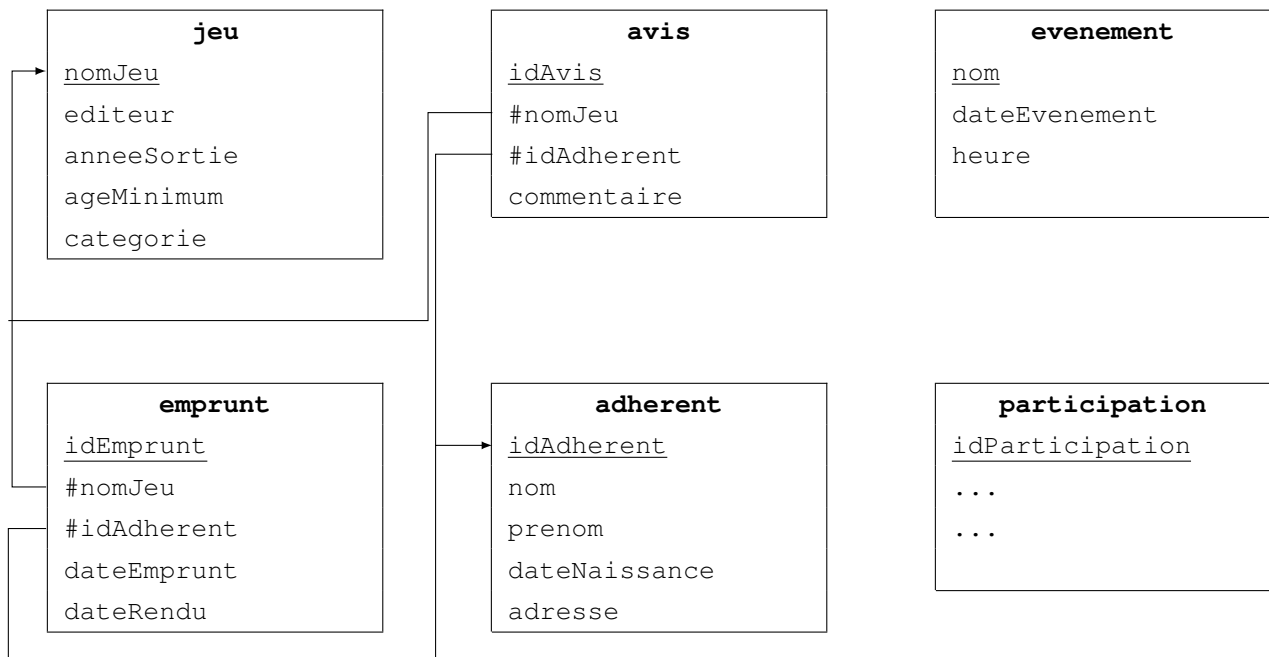 jeu
nomJeu
editeur
anneeSortie
ageMinimum
categorie
avis
idAvis
#nomJeu
#idAdherent
commentaire
evenement
nom
dateEvenement
heure
emprunt
idEmprunt
#nomJeu
#idAdherent
dateEmprunt
dateRendu
adherent
idAdherent
nom
prenom
dateNaissance
adresse
participation
idParticipation
...
...